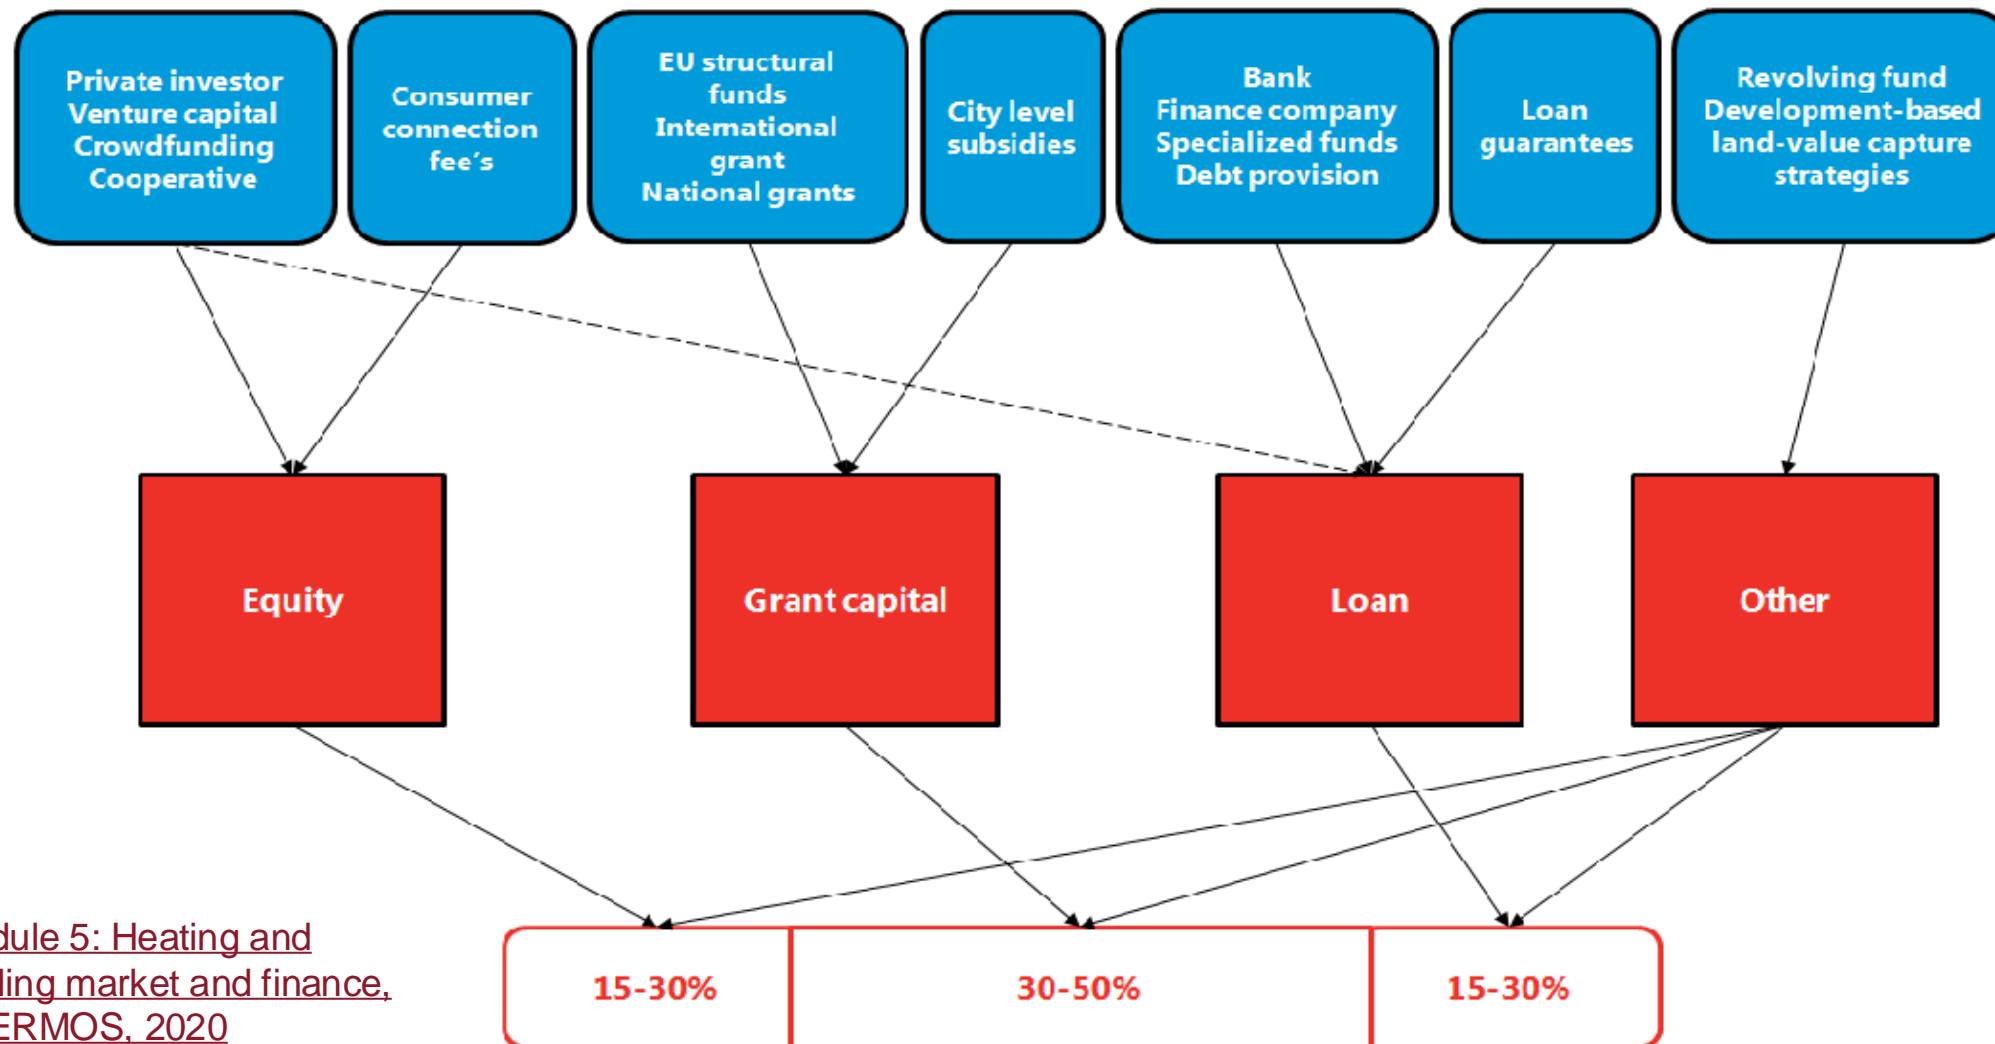 Private investor
Venture capital
Crowdfunding
Cooperative
Consumer
connection
fee's
EU structural
funds
International
grant
National grants
City level
subsidies
Bank
Finance company
Specialized funds
Debt provision
Loan
guarantees
Revolving fund
Development-based
land-value capture
strategies
Equity
Grant capital
Loan
Other
dule 5: Heating and
ling market and finance,
ERMOS, 2020
15-30%
30-50%
15-30%